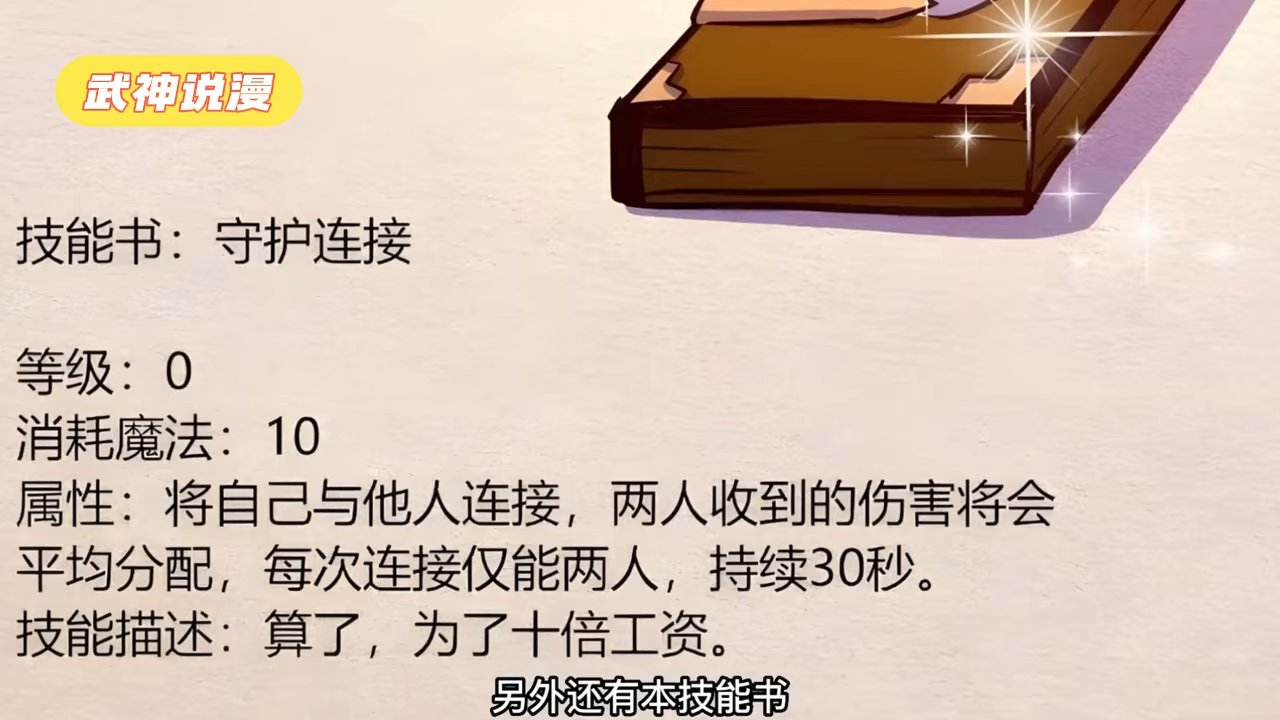 武神说漫
技能书：守护连接
等级：0
消耗魔法：10
属性：将自己与他人连接，两人收到的伤害将会
平均分配，每次连接仅能两人，持续30秒。
技能描述：算了，为了十倍工资。
另外还有本技能书